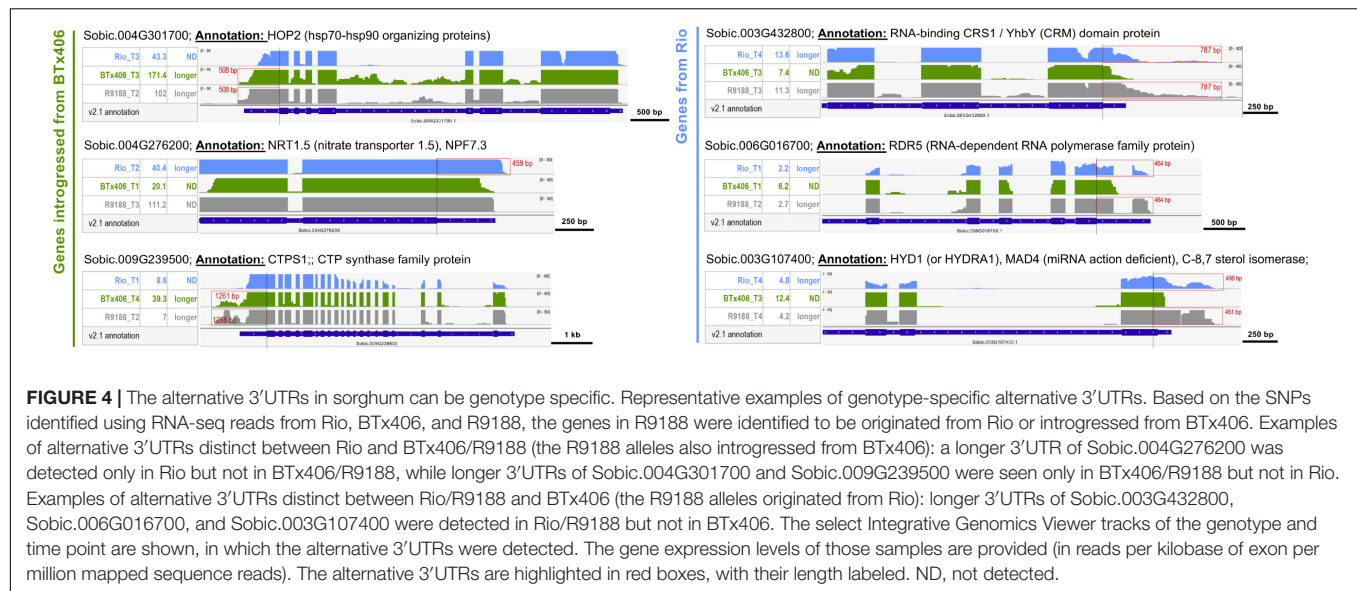 Genes introgressed from BTx406
Sobic.004G301700; Annotation: HOP2 (hsp70-hsp90 organizing proteins)
Rio_T3 43.3 ND
BTx406_T3 171.4 longer 508 bp
R9188_T2 102 longer 508 bp
v2.1 annotation
Sobic.004G301700.1
500 bp
Sobic.004G276200; Annotation: NRT1.5 (nitrate transporter 1.5), NPF7.3
Rio_T2 40.4 longer 459 bp
BTx406_T1 20.1 ND
R9188_T3 111.2 ND
v2.1 annotation
Sobic.004G276200
250 bp
Sobic.009G239500; Annotation: CTPS1;; CTP synthase family protein
Rio_T1 8.6 ND
BTx406_T4 39.3 longer 1261 bp
R9188_T2 7 longer
v2.1 annotation
1 kb
Genes from Rio
Sobic.003G432800; Annotation: RNA-binding CRS1 / YhbY (CRM) domain protein
Rio_T4 13.6 longer 787 bp
BTx406_T3 7.4 ND
R9188_T3 11.3 longer 787 bp
v2.1 annotation
Sobic.003G432800.1
250 bp
Sobic.006G016700; Annotation: RDR5 (RNA-dependent RNA polymerase family protein)
Rio_T1 2.2 longer 464 bp
BTx406_T1 6.2 ND
R9188_T2 2.7 longer 464 bp
v2.1 annotation
Sobic.006G016700.1
500 bp
Sobic.003G107400; Annotation: HYD1 (or HYDRA1), MAD4 (miRNA action deficient), C-8,7 sterol isomerase;
Rio_T4 4.8 longer 496 bp
BTx406_T3 12.4 ND
R9188_T4 4.2 longer 451 bp
v2.1 annotation
Sobic.003G107400.1
250 bp
FIGURE 4 | The alternative 3′UTRs in sorghum can be genotype specific. Representative examples of genotype-specific alternative 3′UTRs. Based on the SNPs
identified using RNA-seq reads from Rio, BTx406, and R9188, the genes in R9188 were identified to be originated from Rio or introgressed from BTx406. Examples
of alternative 3′UTRs distinct between Rio and BTx406/R9188 (the R9188 alleles also introgressed from BTx406): a longer 3′UTR of Sobic.004G276200 was
detected only in Rio but not in BTx406/R9188, while longer 3′UTRs of Sobic.004G301700 and Sobic.009G239500 were seen only in BTx406/R9188 but not in Rio.
Examples of alternative 3′UTRs distinct between Rio/R9188 and BTx406 (the R9188 alleles originated from Rio): longer 3′UTRs of Sobic.003G432800,
Sobic.006G016700, and Sobic.003G107400 were detected in Rio/R9188 but not in BTx406. The select Integrative Genomics Viewer tracks of the genotype and
time point are shown, in which the alternative 3′UTRs were detected. The gene expression levels of those samples are provided (in reads per kilobase of exon per
million mapped sequence reads). The alternative 3′UTRs are highlighted in red boxes, with their length labeled. ND, not detected.